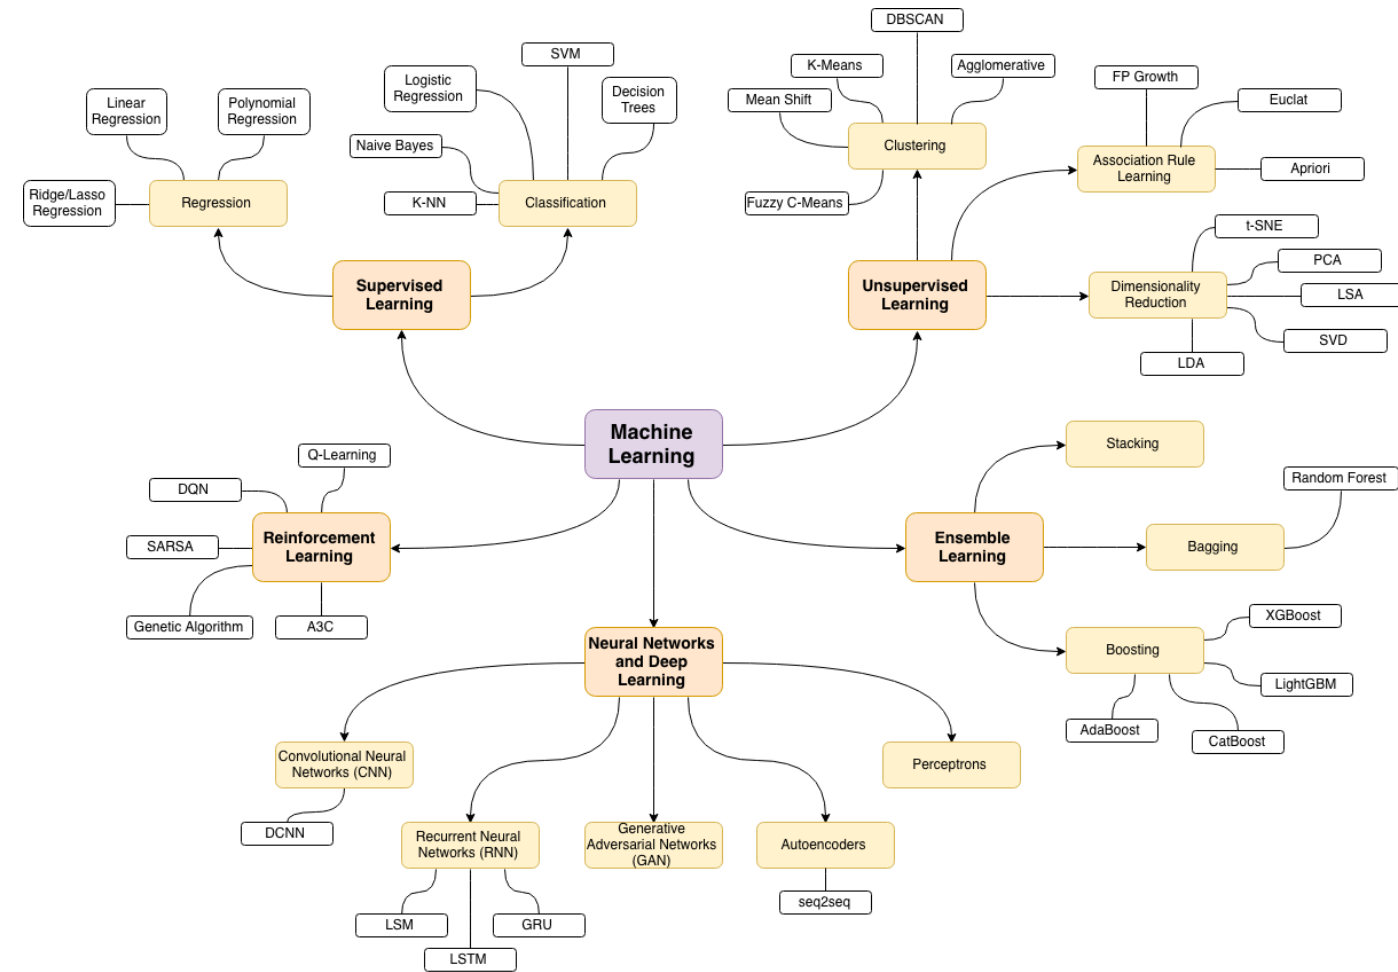 DBSCAN
SVM
K-Means
Agglomerative
FP Growth
Logistic
Regression
Decision
Trees
Linear
Regression
Polynomial
Regression
Mean Shift
Euclat
Naive Bayes
Clustering
Association Rule
Learning
Apriori
Ridge/Lasso
Regression
Regression
K-NN
Classification
Fuzzy C-Means
t-SNE
PCA
Supervised
Learning
Unsupervised
Learning
Dimensionality
Reduction
LSA
SVD
LDA
Machine
Learning
Stacking
Q-Learning
DQN
Random Forest
Reinforcement
Learning
SARSA
Ensemble
Learning
Bagging
Genetic Algorithm
A3C
XGBoost
Neural Networks
and Deep
Learning
Boosting
LightGBM
AdaBoost
CatBoost
Convolutional Neural
Networks (CNN)
Perceptrons
DCNN
Recurrent Neural
Networks (RNN)
Generative
Adversarial Networks
(GAN)
Autoencoders
seq2seq
LSM
GRU
LSTM